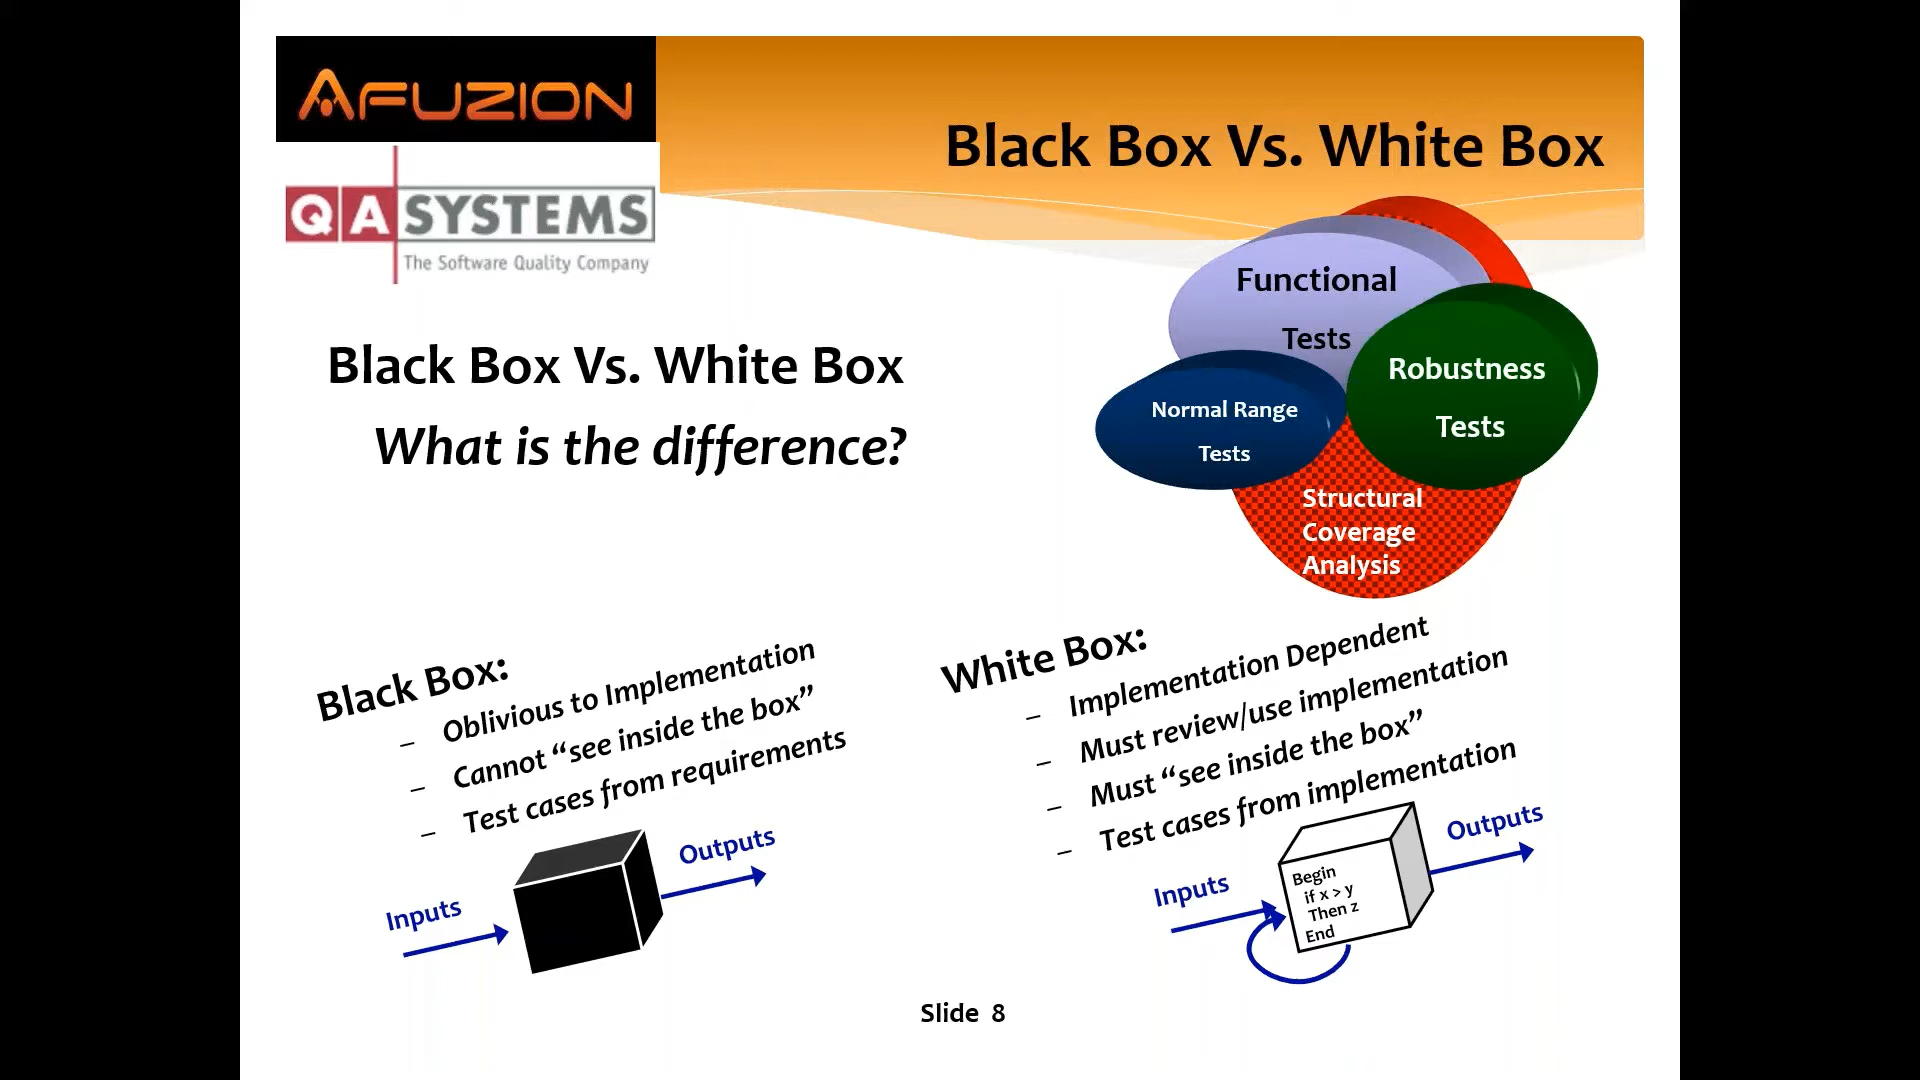 AFUZION
QA SYSTEMS
The Software Quality Company
Black Box Vs. White Box
Functional
Tests
Robustness
Tests
Normal Range
Tests
Structural
Coverage
Analysis
Black Box Vs. White Box
What is the difference?
Black Box:
– Oblivious to Implementation
– Cannot “see inside the box”
– Test cases from requirements
Inputs
Outputs
White Box:
– Implementation Dependent
– Must review/use implementation
– Must “see inside the box”
– Test cases from implementation
Inputs
Begin
if x > y
Then z
End
Outputs
Slide 8